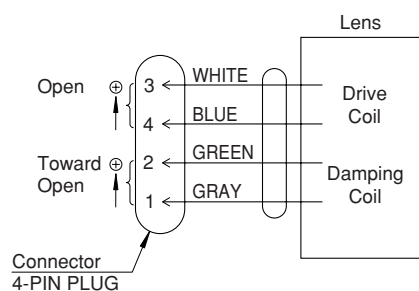 Lens
Open ⊕ 3 WHITE Drive
4 BLUE Coil
Toward ⊕ 2 GREEN Damping
Open 1 GRAY Coil
Connector
4-PIN PLUG